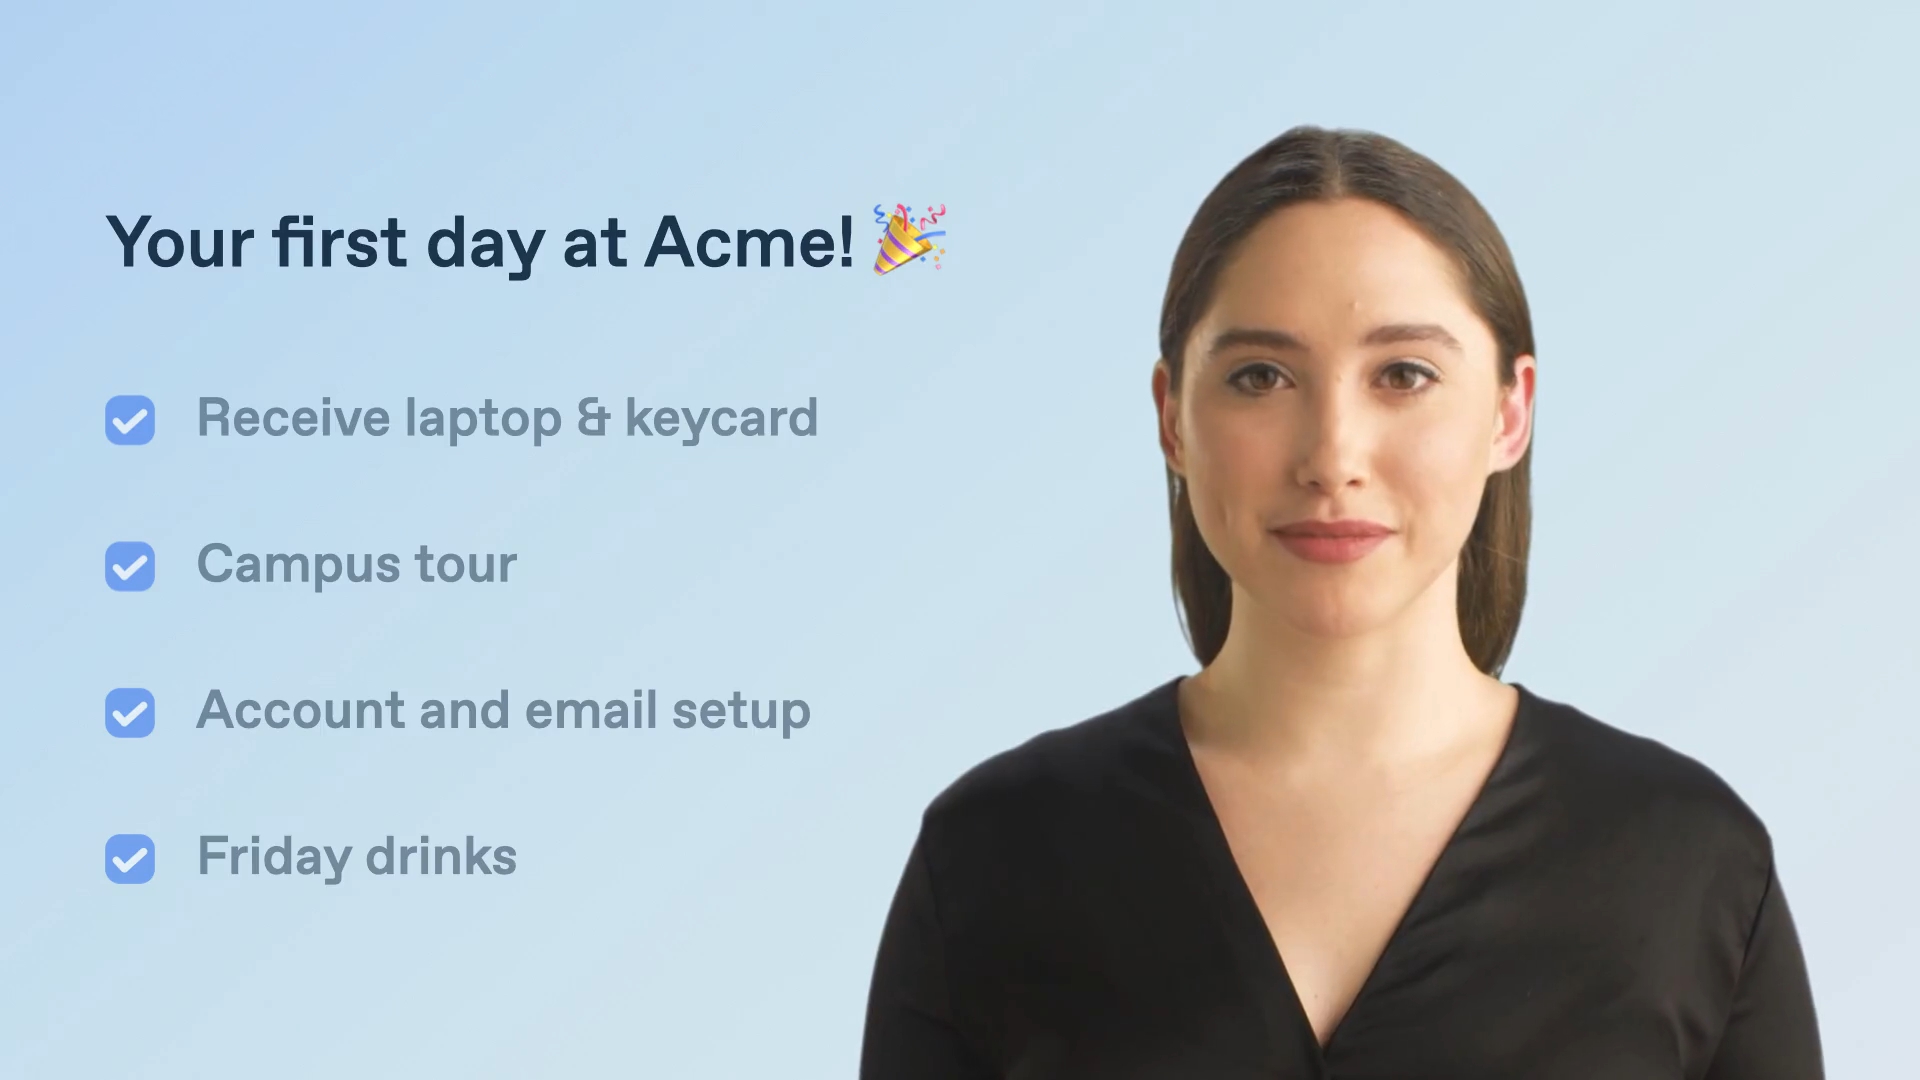 Your first day at Acme! 🎉
Receive laptop & keycard
Campus tour
Account and email setup
Friday drinks